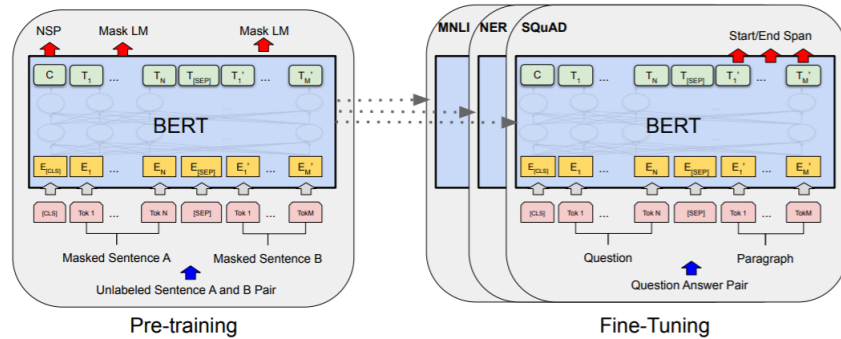 NSP Mask LM Mask LM
C T1 ... TN T[SEP] T1' ... TM'
BERT
E[CLS] E1 ... EN E[SEP] E1' ... EM'
[CLS] Tok 1 ... Tok N [SEP] Tok 1 ... TokM
Masked Sentence A Masked Sentence B
Unlabeled Sentence A and B Pair
Pre-training
MNLI NER SQuAD
Start/End Span
C T1 ... TN T[SEP] T1' ... TM'
BERT
E[CLS] E1 ... EN E[SEP] E1' ... EM'
[CLS] Tok 1 ... Tok N [SEP] Tok 1 ... TokM
Question Paragraph
Question Answer Pair
Fine-Tuning